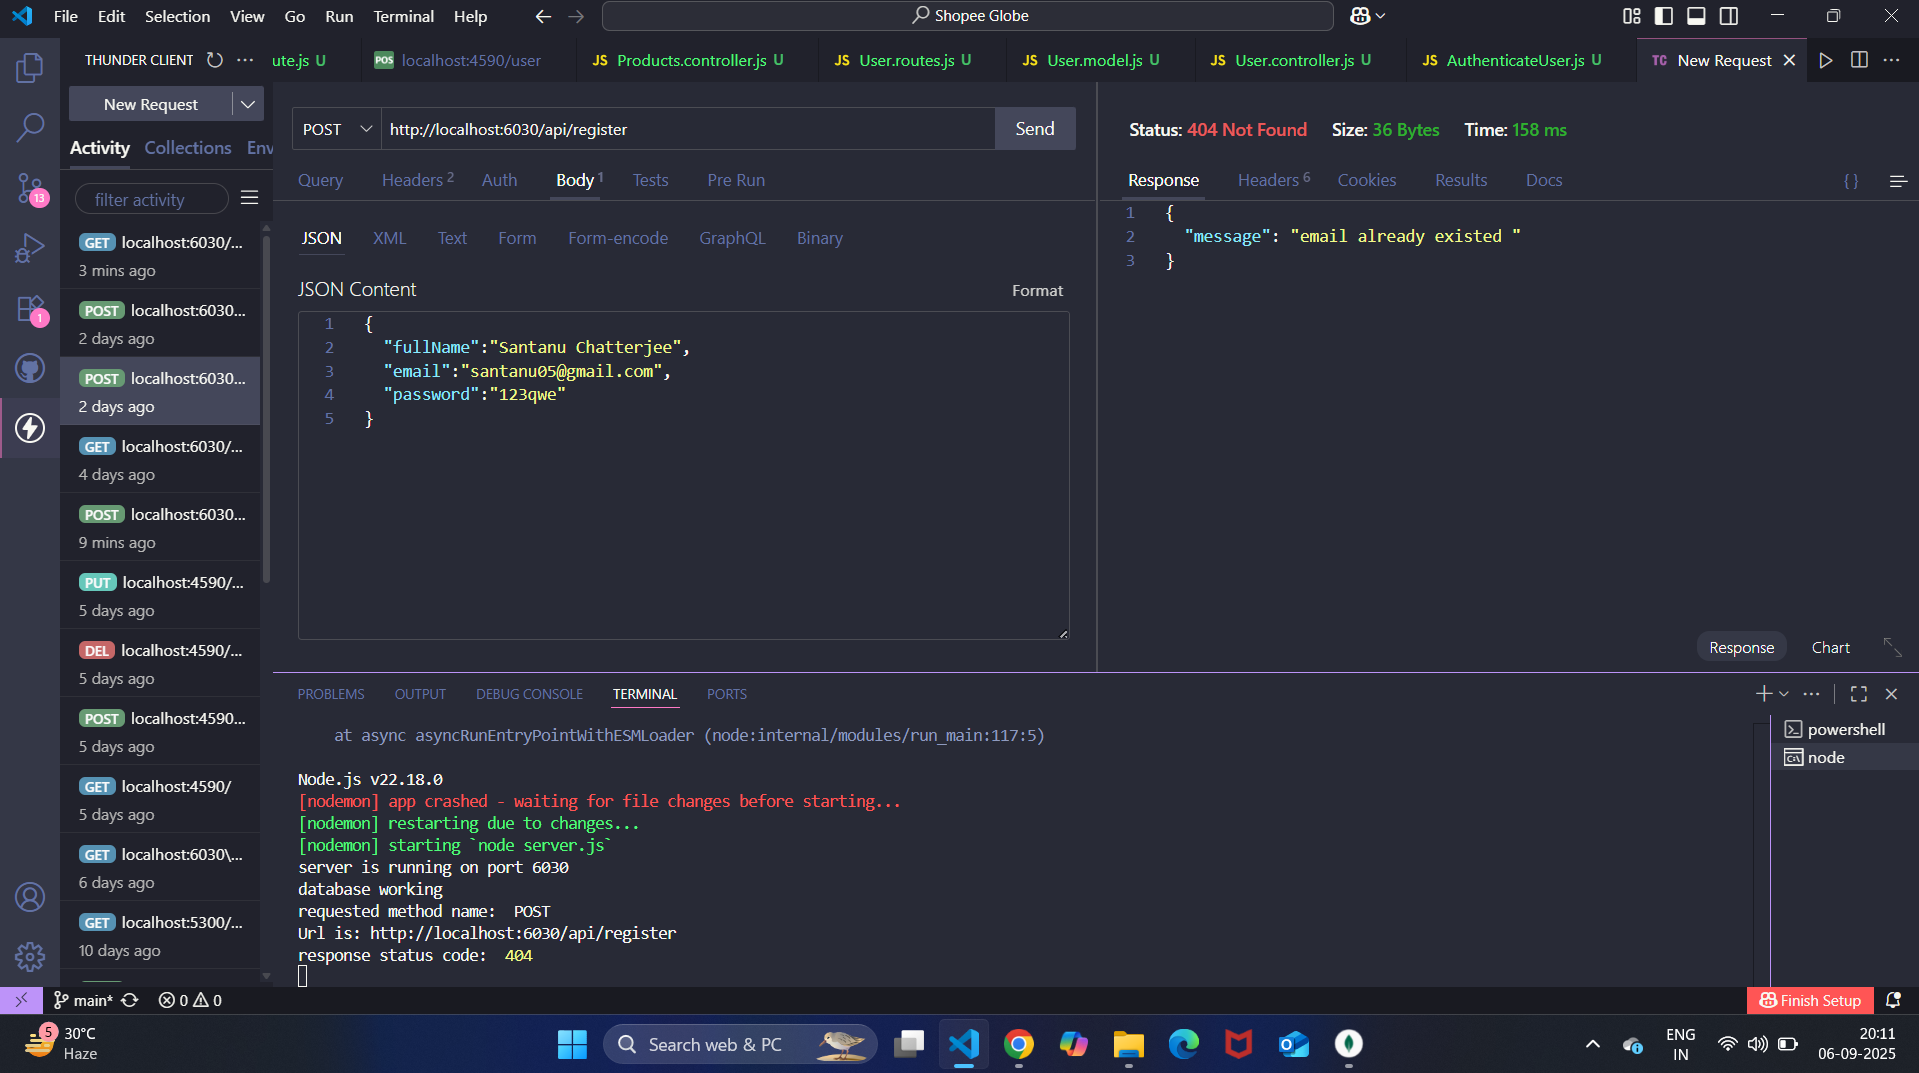 File Edit Selection View Go Run Terminal Help
Shopee Globe
THUNDER CLIENT
ute.js U
POS localhost:4590/user
JS Products.controller.js U
JS User.routes.js U
JS User.model.js U
JS User.controller.js U
JS AuthenticateUser.js U
TC New Request
New Request
Activity Collections Env
filter activity
GET localhost:6030/...
3 mins ago
POST localhost:6030...
2 days ago
POST localhost:6030...
2 days ago
GET localhost:6030/...
4 days ago
POST localhost:6030...
9 mins ago
PUT localhost:4590/...
5 days ago
DEL localhost:4590/...
5 days ago
POST localhost:4590...
5 days ago
GET localhost:4590/
5 days ago
GET localhost:6030\...
6 days ago
GET localhost:5300/...
10 days ago
13
1
POST http://localhost:6030/api/register Send
Query Headers 2 Auth Body 1 Tests Pre Run
JSON XML Text Form Form-encode GraphQL Binary
JSON Content Format
1 {
2 "fullName":"Santanu Chatterjee",
3 "email":"santanu05@gmail.com",
4 "password":"123qwe"
5 }
Status: 404 Not Found Size: 36 Bytes Time: 158 ms
Response Headers 6 Cookies Results Docs { }
1 {
2 "message": "email already existed "
3 }
Response Chart
PROBLEMS OUTPUT DEBUG CONSOLE TERMINAL PORTS
at async asyncRunEntryPointWithESMLoader (node:internal/modules/run_main:117:5)
Node.js v22.18.0
[nodemon] app crashed - waiting for file changes before starting...
[nodemon] restarting due to changes...
[nodemon] starting `node server.js`
server is running on port 6030
database working
requested method name:  POST
Url is: http://localhost:6030/api/register
response status code:  404
powershell
node
main* 0 0
Finish Setup
5
30°C
Haze
Search web & PC
ENG
IN
20:11
06-09-2025